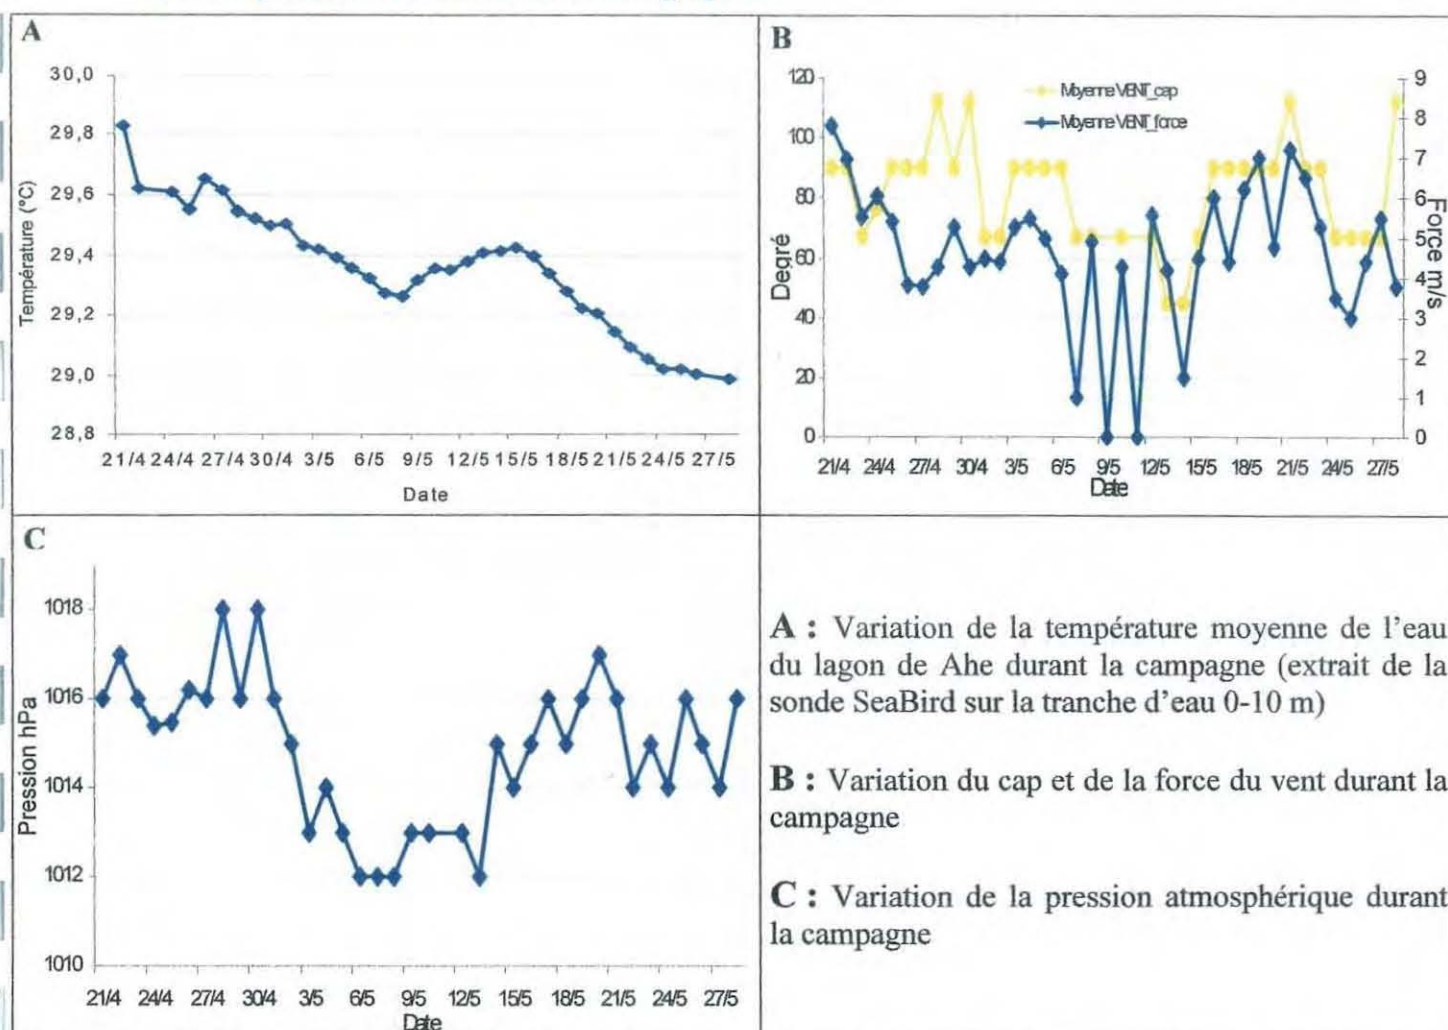 A
30,0
29,8
29,6
29,4
29,2
29,0
28,8
Température (°C)
21/4 24/4 27/4 30/4 3/5 6/5 9/5 12/5 15/5 18/5 21/5 24/5 27/5
Date
B
120
100
80
60
40
20
0
Degré
Moyenne VENT_cap
Moyenne VENT_force
9
8
7
6
5
4
3
2
1
0
Force m/s
21/4 24/4 27/4 30/4 3/5 6/5 9/5 12/5 15/5 18/5 21/5 24/5 27/5
Date
C
1018
1016
1014
1012
1010
Pression hPa
21/4 24/4 27/4 30/4 3/5 6/5 9/5 12/5 15/5 18/5 21/5 24/5 27/5
Date
A : Variation de la température moyenne de l'eau
du lagon de Ahe durant la campagne (extrait de la
sonde SeaBird sur la tranche d'eau 0-10 m)
B : Variation du cap et de la force du vent durant la
campagne
C : Variation de la pression atmosphérique durant
la campagne